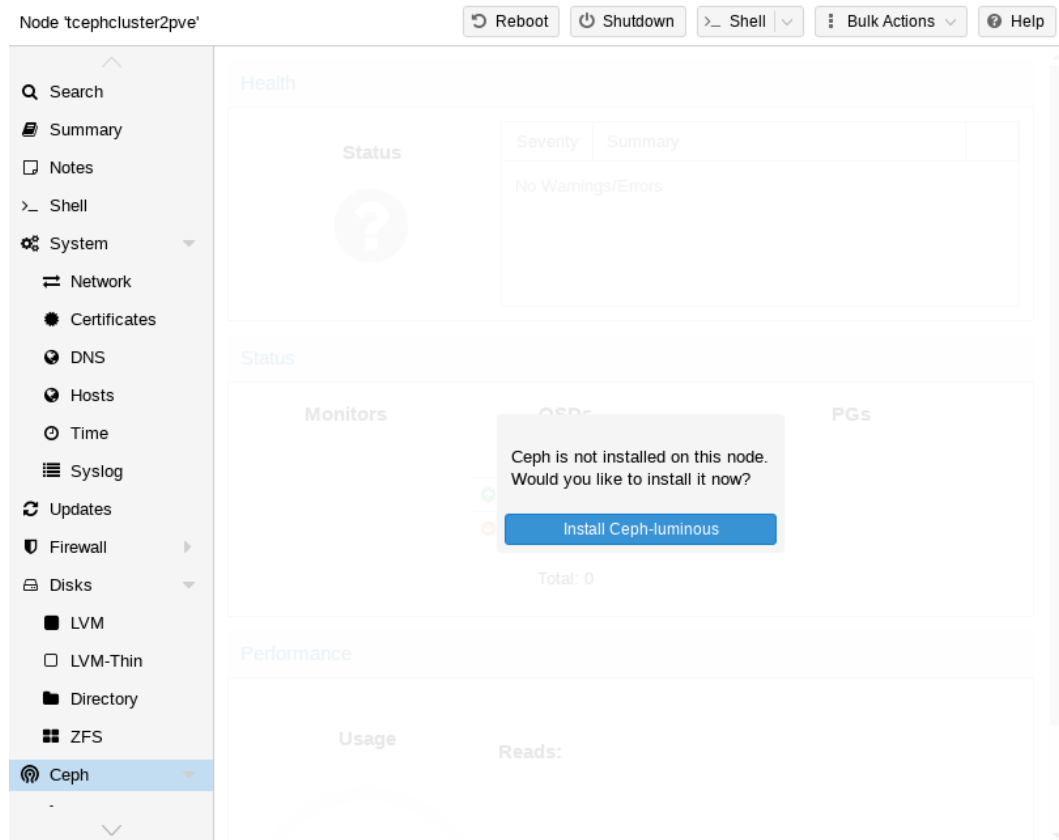 Node 'tcephcluster2pve'
Reboot
Shutdown
Shell
Bulk Actions
Help
Search
Summary
Notes
Shell
System
Network
Certificates
DNS
Hosts
Time
Syslog
Updates
Firewall
Disks
LVM
LVM-Thin
Directory
ZFS
Ceph
Health
Status
Severity Summary
No Warnings/Errors
Status
Monitors OSDs PGs
Ceph is not installed on this node.
Would you like to install it now?
Install Ceph-luminous
Total: 0
Performance
Usage
Reads: